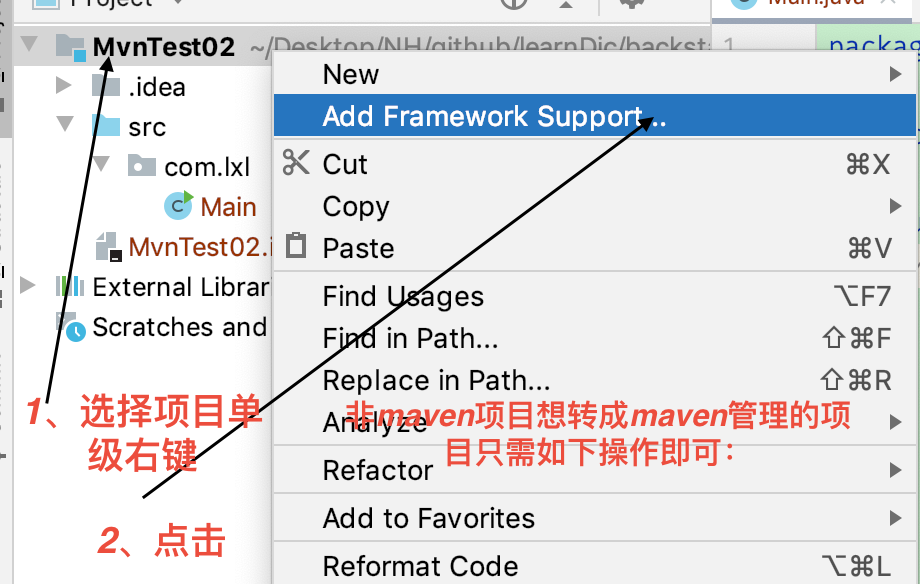 Project
Main.java
MvnTest02 ~/Desktop/NH/github/learnDic/backst
1
packag
.idea
src
com.lxl
Main
MvnTest02.i
External Librar
Scratches and
New
Add Framework Support...
Cut ⌘X
Copy
Paste ⌘V
Find Usages ⌥F7
Find in Path... ⇧⌘F
Replace in Path... ⇧⌘R
Analyze
Refactor
Add to Favorites
Reformat Code ⌥⌘L
1、选择项目单
级右键
2、点击
非maven项目想转成maven管理的项
目只需如下操作即可：